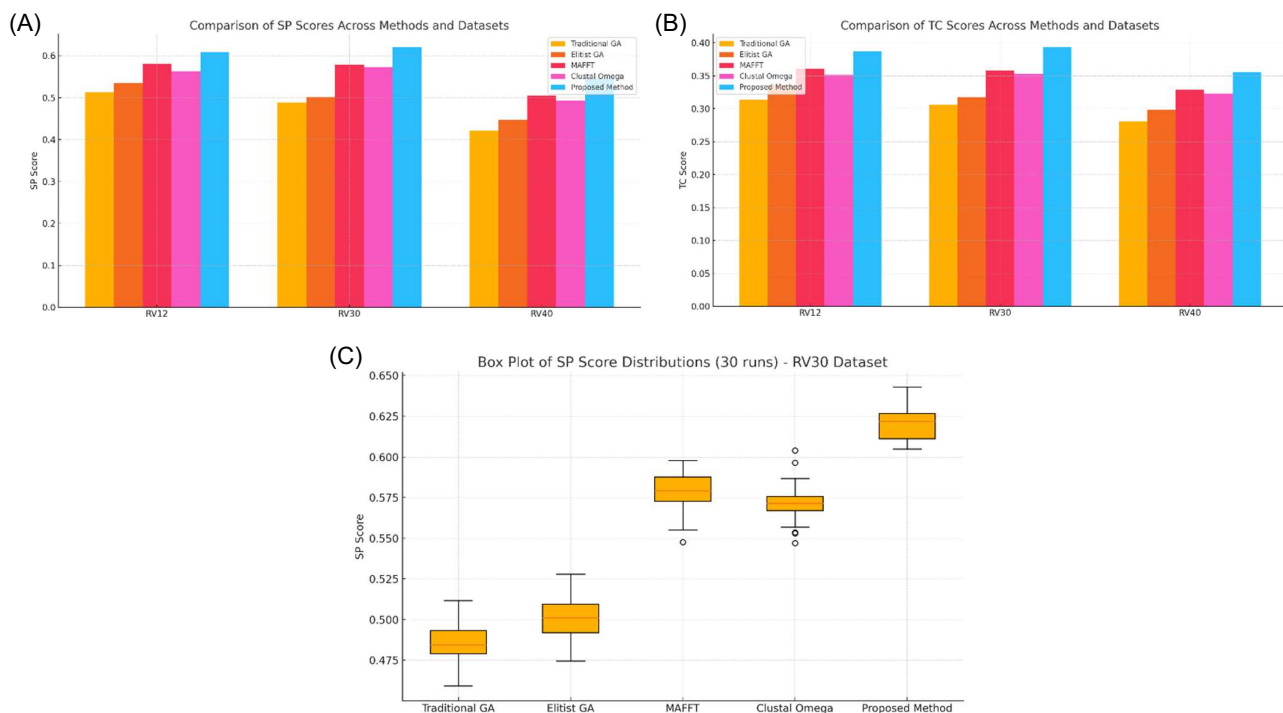 (A)
Comparison of SP Scores Across Methods and Datasets
Traditional GA
Elitist GA
MAFFT
Clustal Omega
Proposed Method
SP Score
0.6
0.5
0.4
0.3
0.2
0.1
0.0
RV12 RV30 RV40
(B)
Comparison of TC Scores Across Methods and Datasets
Traditional GA
Elitist GA
MAFFT
Clustal Omega
Proposed Method
TC Score
0.40
0.35
0.30
0.25
0.20
0.15
0.10
0.05
0.00
RV12 RV30 RV40
(C)
Box Plot of SP Score Distributions (30 runs) - RV30 Dataset
SP Score
0.650
0.625
0.600
0.575
0.550
0.525
0.500
0.475
Traditional GA Elitist GA MAFFT Clustal Omega Proposed Method